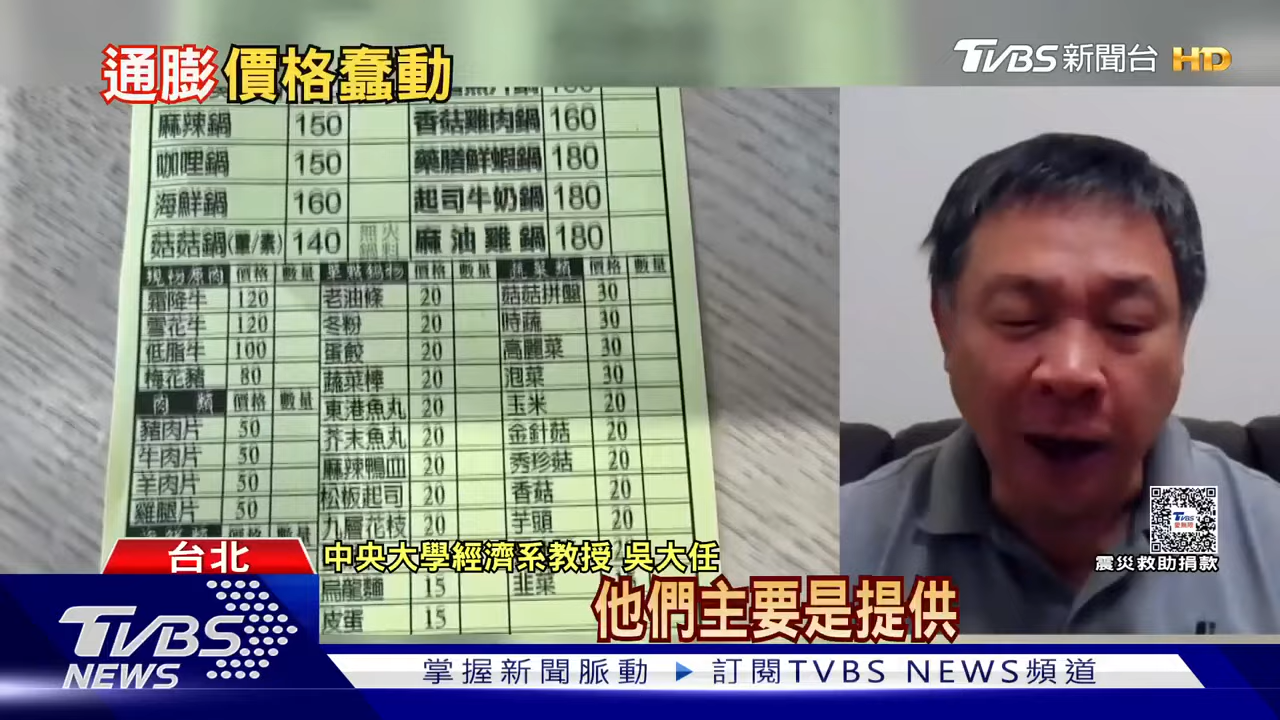 通膨 價格蠢動
TVBS新聞台 HD
麻辣鍋 150 香菇雞肉鍋 160
咖哩鍋 150 藥膳鮮蝦鍋 180
海鮮鍋 160 起司牛奶鍋 180
菇菇鍋(葷/素) 140 麻油雞鍋 180
價格 數量 價格 數量 價格 數量
霜降牛 120 老油條 20 菇菇拼盤 30
雪花牛 120 冬粉 20 時蔬 30
低脂牛 100 蛋餃 20 高麗菜 30
梅花豬 80 蔬菜棒 20 泡菜 30
肉類 價格 數量 東港魚丸 20 玉米 20
豬肉片 50 芥末魚丸 20 金針菇 20
牛肉片 50 麻辣鴨血 20 秀珍菇 20
羊肉片 50 松板起司 20 香菇 20
雞腿片 50 九層花枝 20 芋頭 20
價格 數量
烏龍麵 15 韭菜
皮蛋 15
TVBS
震災救助捐款
台北
中央大學經濟系教授 吳大任
他們主要是提供
TVBS
NEWS
掌握新聞脈動 ▶ 訂閱TVBS NEWS頻道